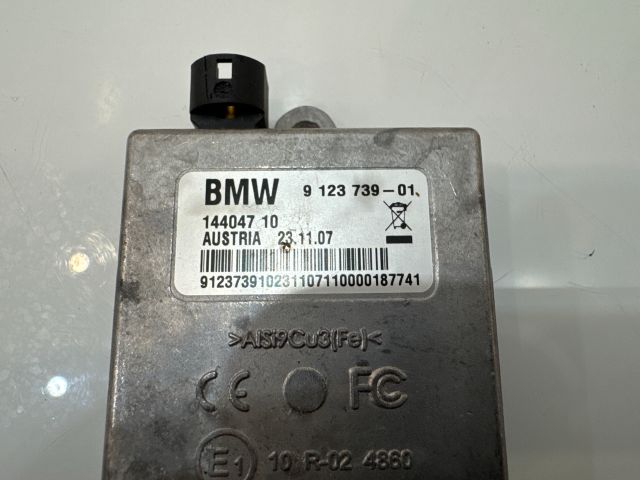 BMW 9 123 739-01
144047 10
AUSTRIA 23.11.07
912373910231107110000187741
>AlSi9Cu3(Fe)<
CE FC
E1 10 R-02 4860